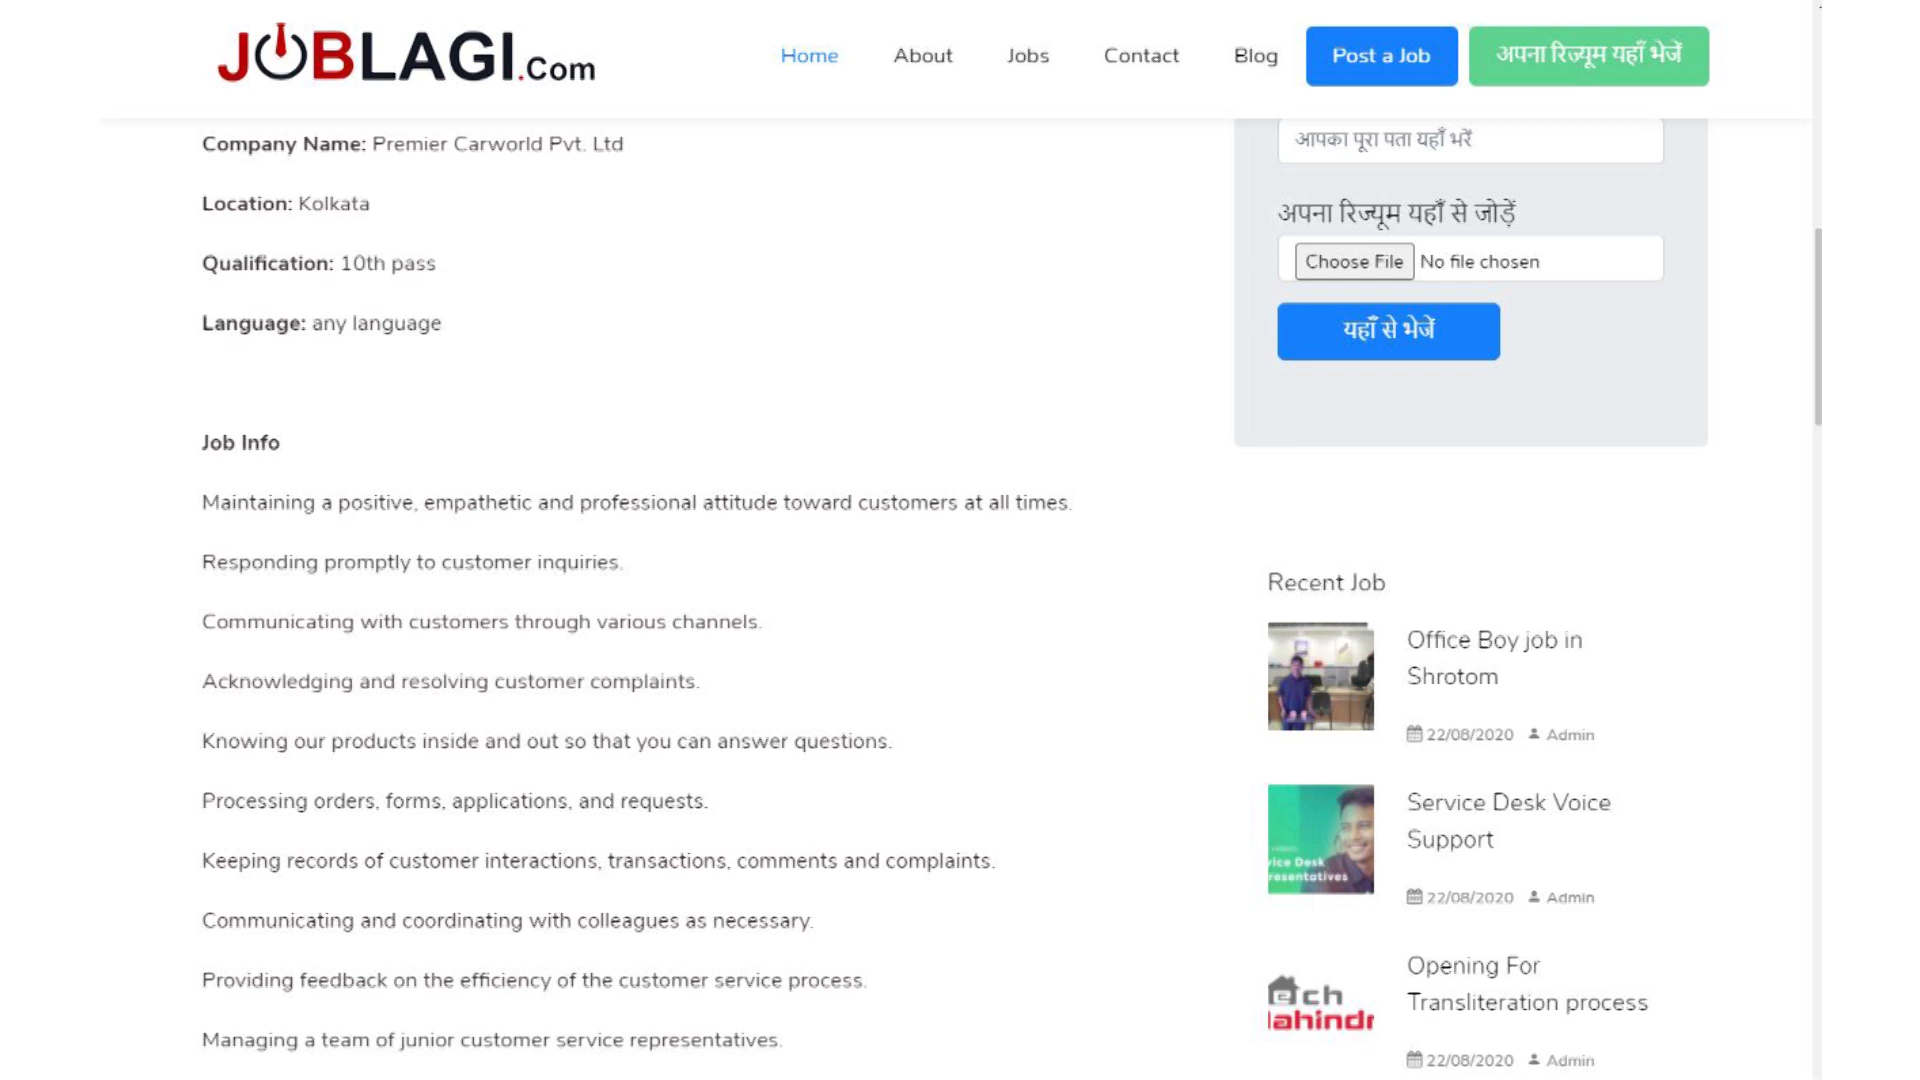 JOBLAGI.Com
Home
About
Jobs
Contact
Blog
Post a Job
अपना रिज्यूम यहाँ भेजें
Company Name: Premier Carworld Pvt. Ltd
Location: Kolkata
Qualification: 10th pass
Language: any language
Job Info
Maintaining a positive, empathetic and professional attitude toward customers at all times.
Responding promptly to customer inquiries.
Communicating with customers through various channels.
Acknowledging and resolving customer complaints.
Knowing our products inside and out so that you can answer questions.
Processing orders, forms, applications, and requests.
Keeping records of customer interactions, transactions, comments and complaints.
Communicating and coordinating with colleagues as necessary.
Providing feedback on the efficiency of the customer service process.
Managing a team of junior customer service representatives.
आपका पूरा पता यहाँ भरें
अपना रिज्यूम यहाँ से जोड़ें
Choose File No file chosen
यहाँ से भेजें
Recent Job
Office Boy job in
Shrotom
22/08/2020 Admin
vice Desk
resentatives
Service Desk Voice
Support
22/08/2020 Admin
ech
lahindr
Opening For
Transliteration process
22/08/2020 Admin